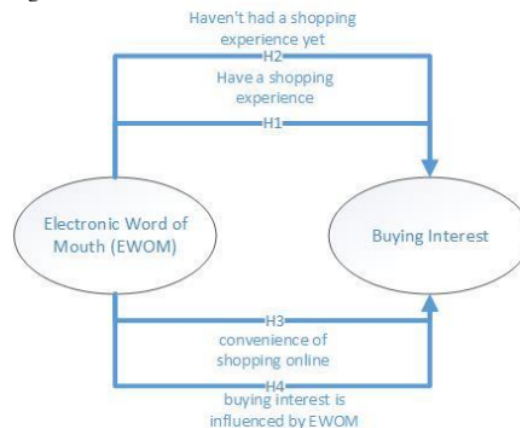 Haven't had a shopping
experience yet
H2
Have a shopping
experience
H1
Electronic Word of
Mouth (EWOM)
Buying Interest
H3
convenience of
shopping online
H4
buying interest is
influenced by EWOM